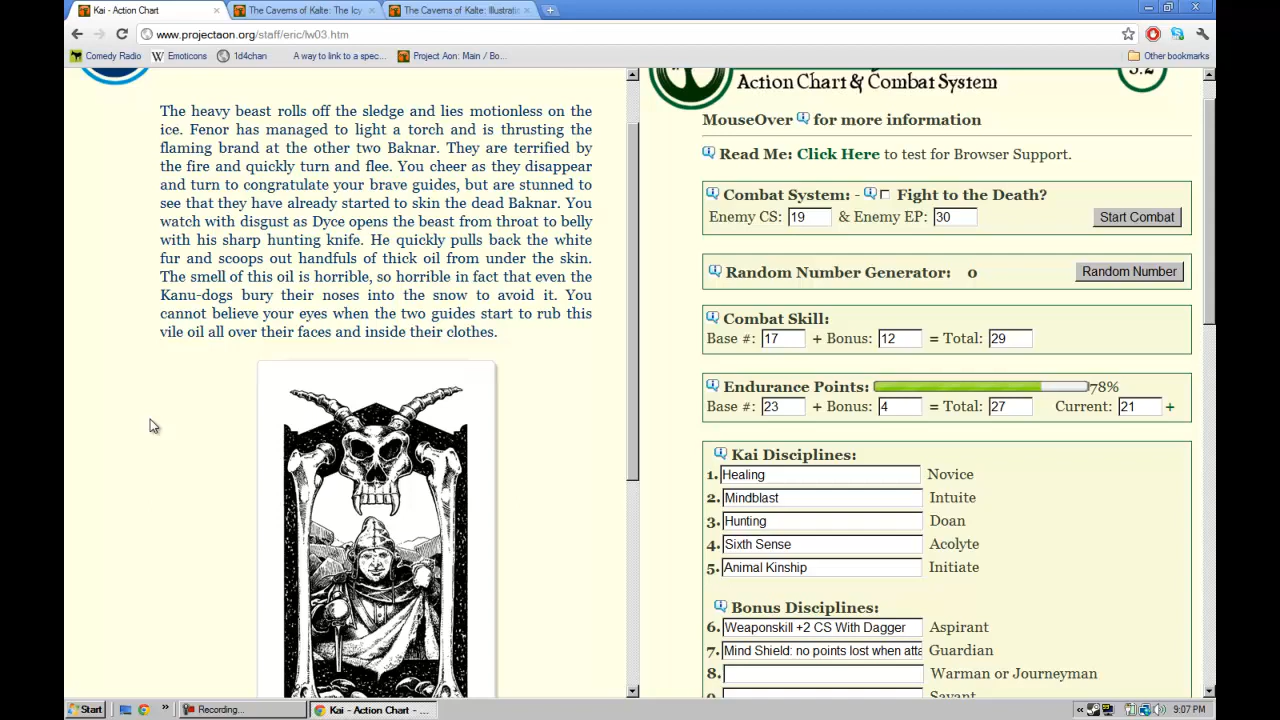 Kai - Action Chart
The Caverns of Kalte: The Icy
The Caverns of Kalte: Illustratic
www.projectaon.org/staff/eric/lw03.htm
Comedy Radio
Emoticons
1d4chan
A way to link to a spec...
Project Aon: Main / Bo...
Other bookmarks
The heavy beast rolls off the sledge and lies motionless on the
ice. Fenor has managed to light a torch and is thrusting the
flaming brand at the other two Baknar. They are terrified by
the fire and quickly turn and flee. You cheer as they disappear
and turn to congratulate your brave guides, but are stunned to
see that they have already started to skin the dead Baknar. You
watch with disgust as Dyce opens the beast from throat to belly
with his sharp hunting knife. He quickly pulls back the white
fur and scoops out handfuls of thick oil from under the skin.
The smell of this oil is horrible, so horrible in fact that even the
Kanu-dogs bury their noses into the snow to avoid it. You
cannot believe your eyes when the two guides start to rub this
vile oil all over their faces and inside their clothes.
Action Chart & Combat System
3.2
MouseOver for more information
Read Me: Click Here to test for Browser Support.
Combat System: - Fight to the Death?
Enemy CS: 19 & Enemy EP: 30 Start Combat
Random Number Generator: 0 Random Number
Combat Skill:
Base #: 17 + Bonus: 12 = Total: 29
Endurance Points: 78%
Base #: 23 + Bonus: 4 = Total: 27 Current: 21 +
Kai Disciplines:
1. Healing Novice
2. Mindblast Intuite
3. Hunting Doan
4. Sixth Sense Acolyte
5. Animal Kinship Initiate
Bonus Disciplines:
6. Weaponskill +2 CS With Dagger Aspirant
7. Mind Shield: no points lost when atta Guardian
8. Warman or Journeyman
9. Savant
Start
Recording...
Kai - Action Chart - ...
9:07 PM